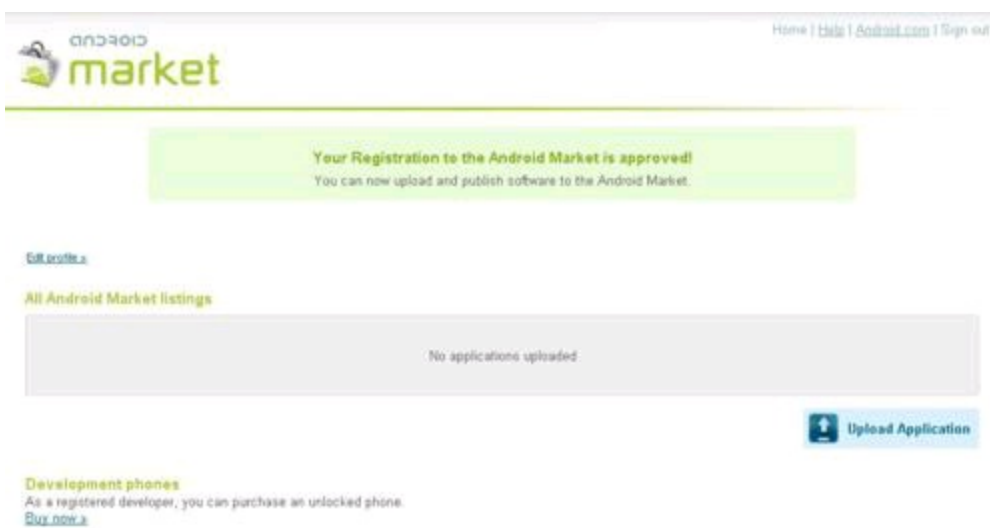 android
market
Home | Help | Android.com | Sign out
Your Registration to the Android Market is approved!
You can now upload and publish software to the Android Market.
Edit profile »
All Android Market listings
No applications uploaded
Upload Application
Development phones
As a registered developer, you can purchase an unlocked phone.
Buy now »